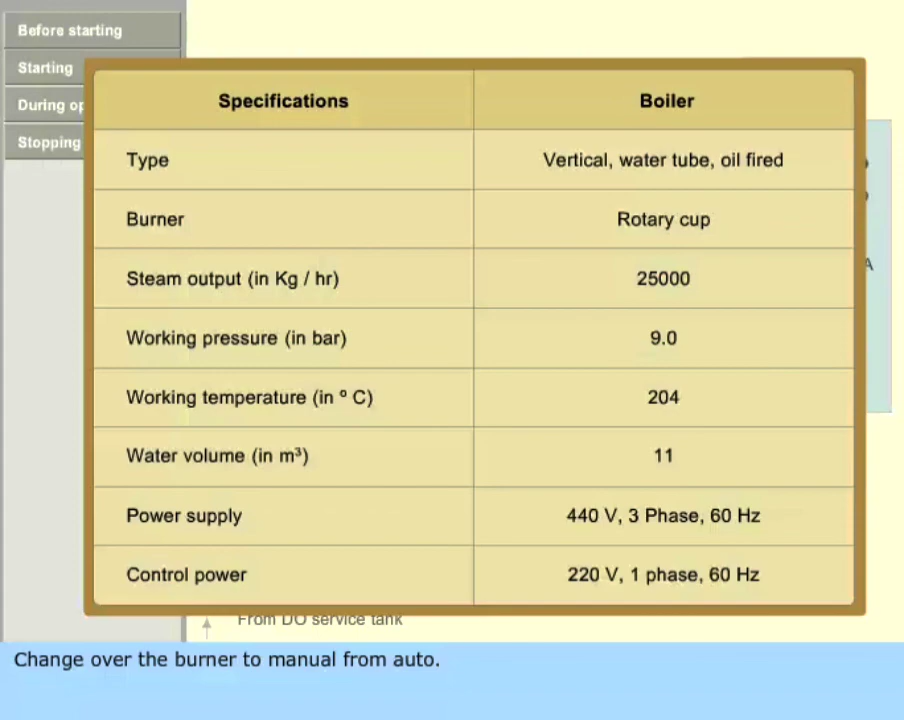 Before starting
Starting
During op
Stopping
Specifications Boiler
Type Vertical, water tube, oil fired
Burner Rotary cup
Steam output (in Kg / hr) 25000
Working pressure (in bar) 9.0
Working temperature (in º C) 204
Water volume (in m³) 11
Power supply 440 V, 3 Phase, 60 Hz
Control power 220 V, 1 phase, 60 Hz
From DO service tank
Change over the burner to manual from auto.